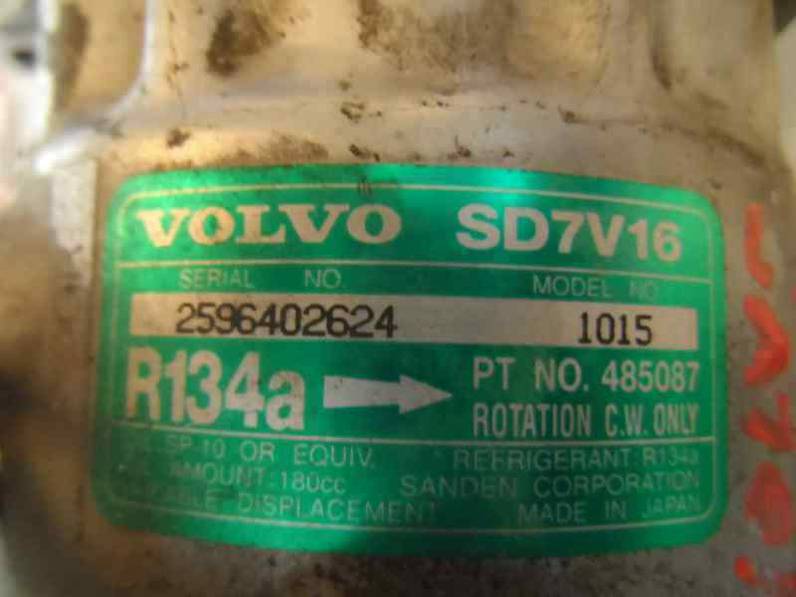 VOLVO SD7V16
SERIAL NO. MODEL NO.
2596402624 1015
R134a PT NO. 485087
ROTATION C.W. ONLY
SP-10 OR EQUIV. REFRIGERANT: R134a
AMOUNT: 180cc SANDEN CORPORATION
DISPLACEMENT MADE IN JAPAN